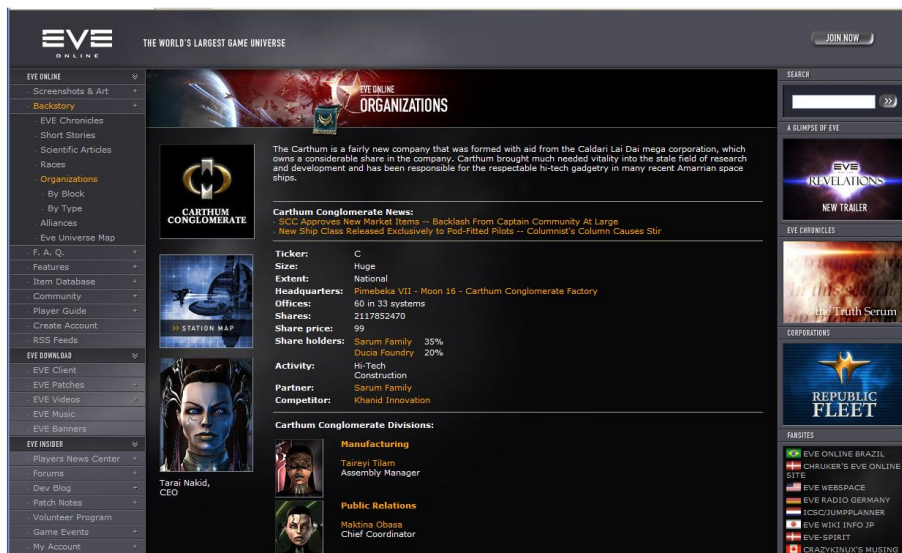 EVE
ONLINE
THE WORLD'S LARGEST GAME UNIVERSE
JOIN NOW
EVE ONLINE
Screenshots & Art
Backstory
EVE Chronicles
Short Stories
Scientific Articles
Races
Organizations
By Block
By Type
Alliances
Eve Universe Map
F. A. Q.
Features
Item Database
Community
Player Guide
Create Account
RSS Feeds
EVE DOWNLOAD
EVE Client
EVE Patches
EVE Videos
EVE Music
EVE Banners
EVE INSIDER
Players News Center
Forums
Dev Blog
Patch Notes
Volunteer Program
Game Events
My Account
EVE ONLINE
ORGANIZATIONS
CARTHUM
CONGLOMERATE
>> STATION MAP
Tarai Nakid,
CEO
The Carthum is a fairly new company that was formed with aid from the Caldari Lai Dai mega corporation, which
owns a considerable share in the company. Carthum brought much needed vitality into the stale field of research
and development and has been responsible for the respectable hi-tech gadgetry in many recent Amarrian space
ships.
Carthum Conglomerate News:
- SCC Approves New Market Items -- Backlash From Captain Community At Large
- New Ship Class Released Exclusively to Pod-Fitted Pilots -- Columnist's Column Causes Stir
Ticker: C
Size: Huge
Extent: National
Headquarters: Pimebeka VII - Moon 16 - Carthum Conglomerate Factory
Offices: 60 in 33 systems
Shares: 2117852470
Share price: 99
Share holders: Sarum Family 35%
Ducia Foundry 20%
Activity: Hi-Tech
Construction
Partner: Sarum Family
Competitor: Khanid Innovation
Carthum Conglomerate Divisions:
Manufacturing
Taireyi Tilam
Assembly Manager
Public Relations
Maktina Obasa
Chief Coordinator
SEARCH
A GLIMPSE OF EVE
EVE
REVELATIONS
NEW TRAILER
EVE CHRONICLES
the Truth Serum
CORPORATIONS
REPUBLIC
FLEET
FANSITES
EVE ONLINE BRAZIL
CHRUKER'S EVE ONLINE
SITE
EVE WEBSPACE
EVE RADIO GERMANY
ICSC/JUMPPLANNER
EVE WIKI INFO JP
EVE-SPIRIT
CRAZYKINUX'S MUSING